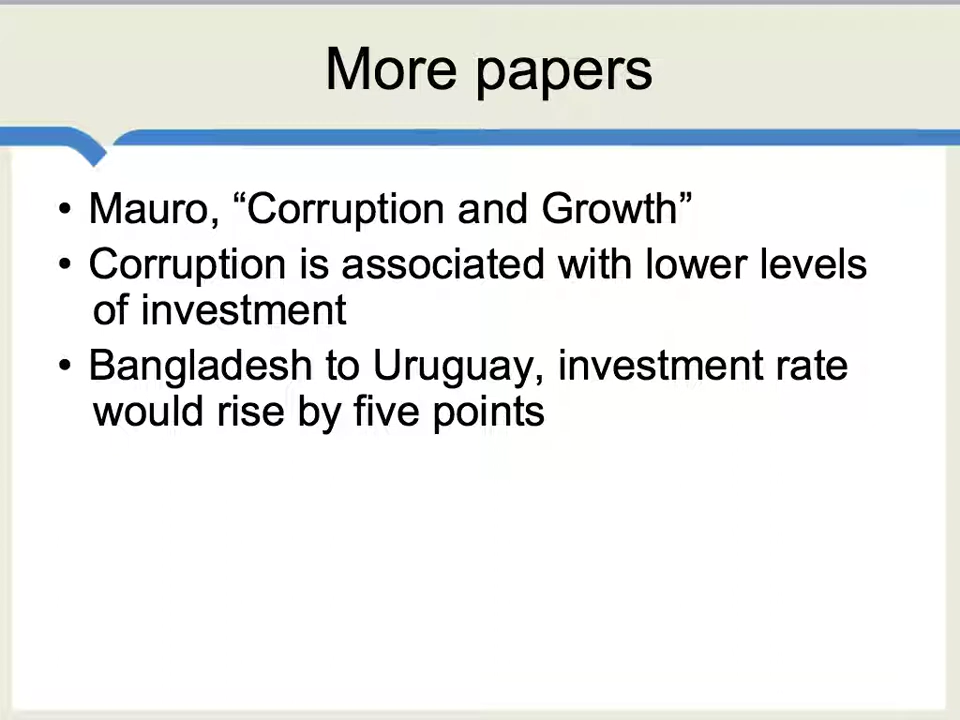 More papers
• Mauro, “Corruption and Growth”
• Corruption is associated with lower levels
of investment
• Bangladesh to Uruguay, investment rate
would rise by five points